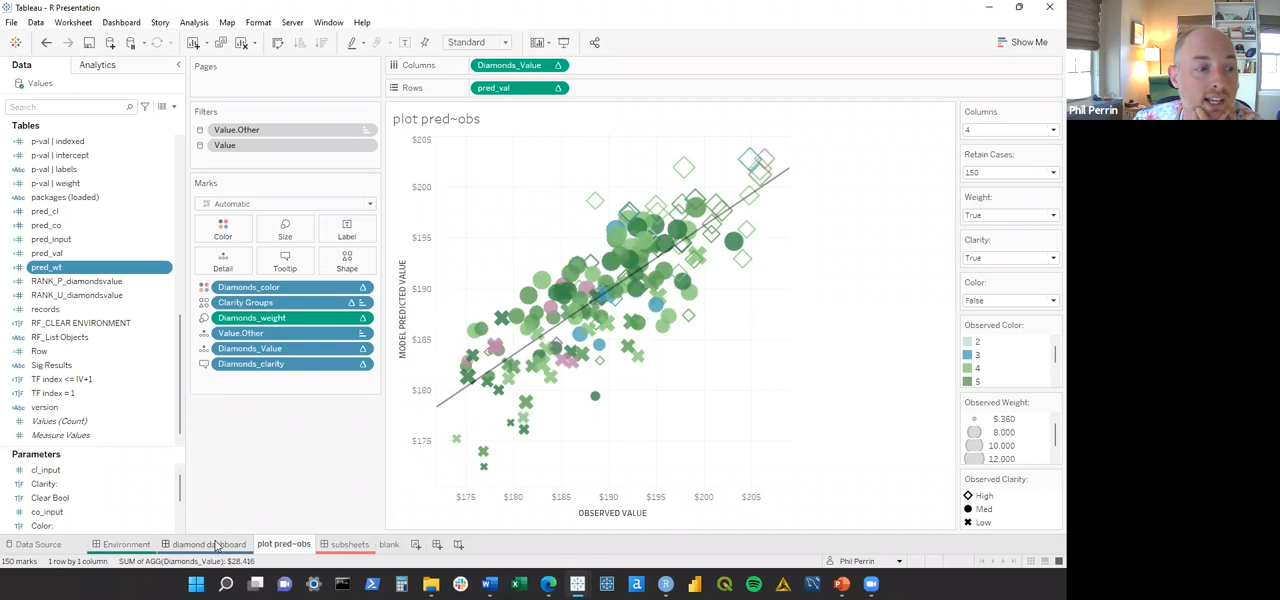 Tableau - R Presentation
File Data Worksheet Dashboard Story Analysis Map Format Server Window Help
Standard
Show Me
Data Analytics
Values
Search
Tables
p-val | indexed
p-val | intercept
p-val | labels
p-val | weight
packages (loaded)
pred_cl
pred_co
pred_input
pred_val
pred_wt
RANK_P_diamondsvalue
RANK_U_diamondsvalue
records
RF_CLEAR ENVIRONMENT
RF_List Objects
Row
Sig Results
TF index <= IV+1
TF index = 1
version
Values (Count)
Measure Values
Parameters
cl_input
Clarity:
Clear Bool
co_input
Color:
Pages
Filters
Value.Other
Value
Marks
Automatic
Color Size Label
Detail Tooltip Shape
Diamonds_color
Clarity Groups
Diamonds_weight
Value.Other
Diamonds_Value
Diamonds_clarity
Columns Diamonds_Value
Rows pred_val
plot pred~obs
$205
$200
$195
$190
$185
$180
$175
MODEL PREDICTED VALUE
$175 $180 $185 $190 $195 $200 $205
OBSERVED VALUE
Columns
4
Retain Cases:
150
Weight:
True
Clarity:
True
Color:
False
Observed Color:
2
3
4
5
Observed Weight:
5.360
8.000
10.000
12.000
Observed Clarity:
High
Med
Low
Phil Perrin
Data Source Environment diamond dashboard plot pred~obs subsheets blank
150 marks 1 row by 1 column SUM of AGG(Diamonds_Value): $28,416
Phil Perrin